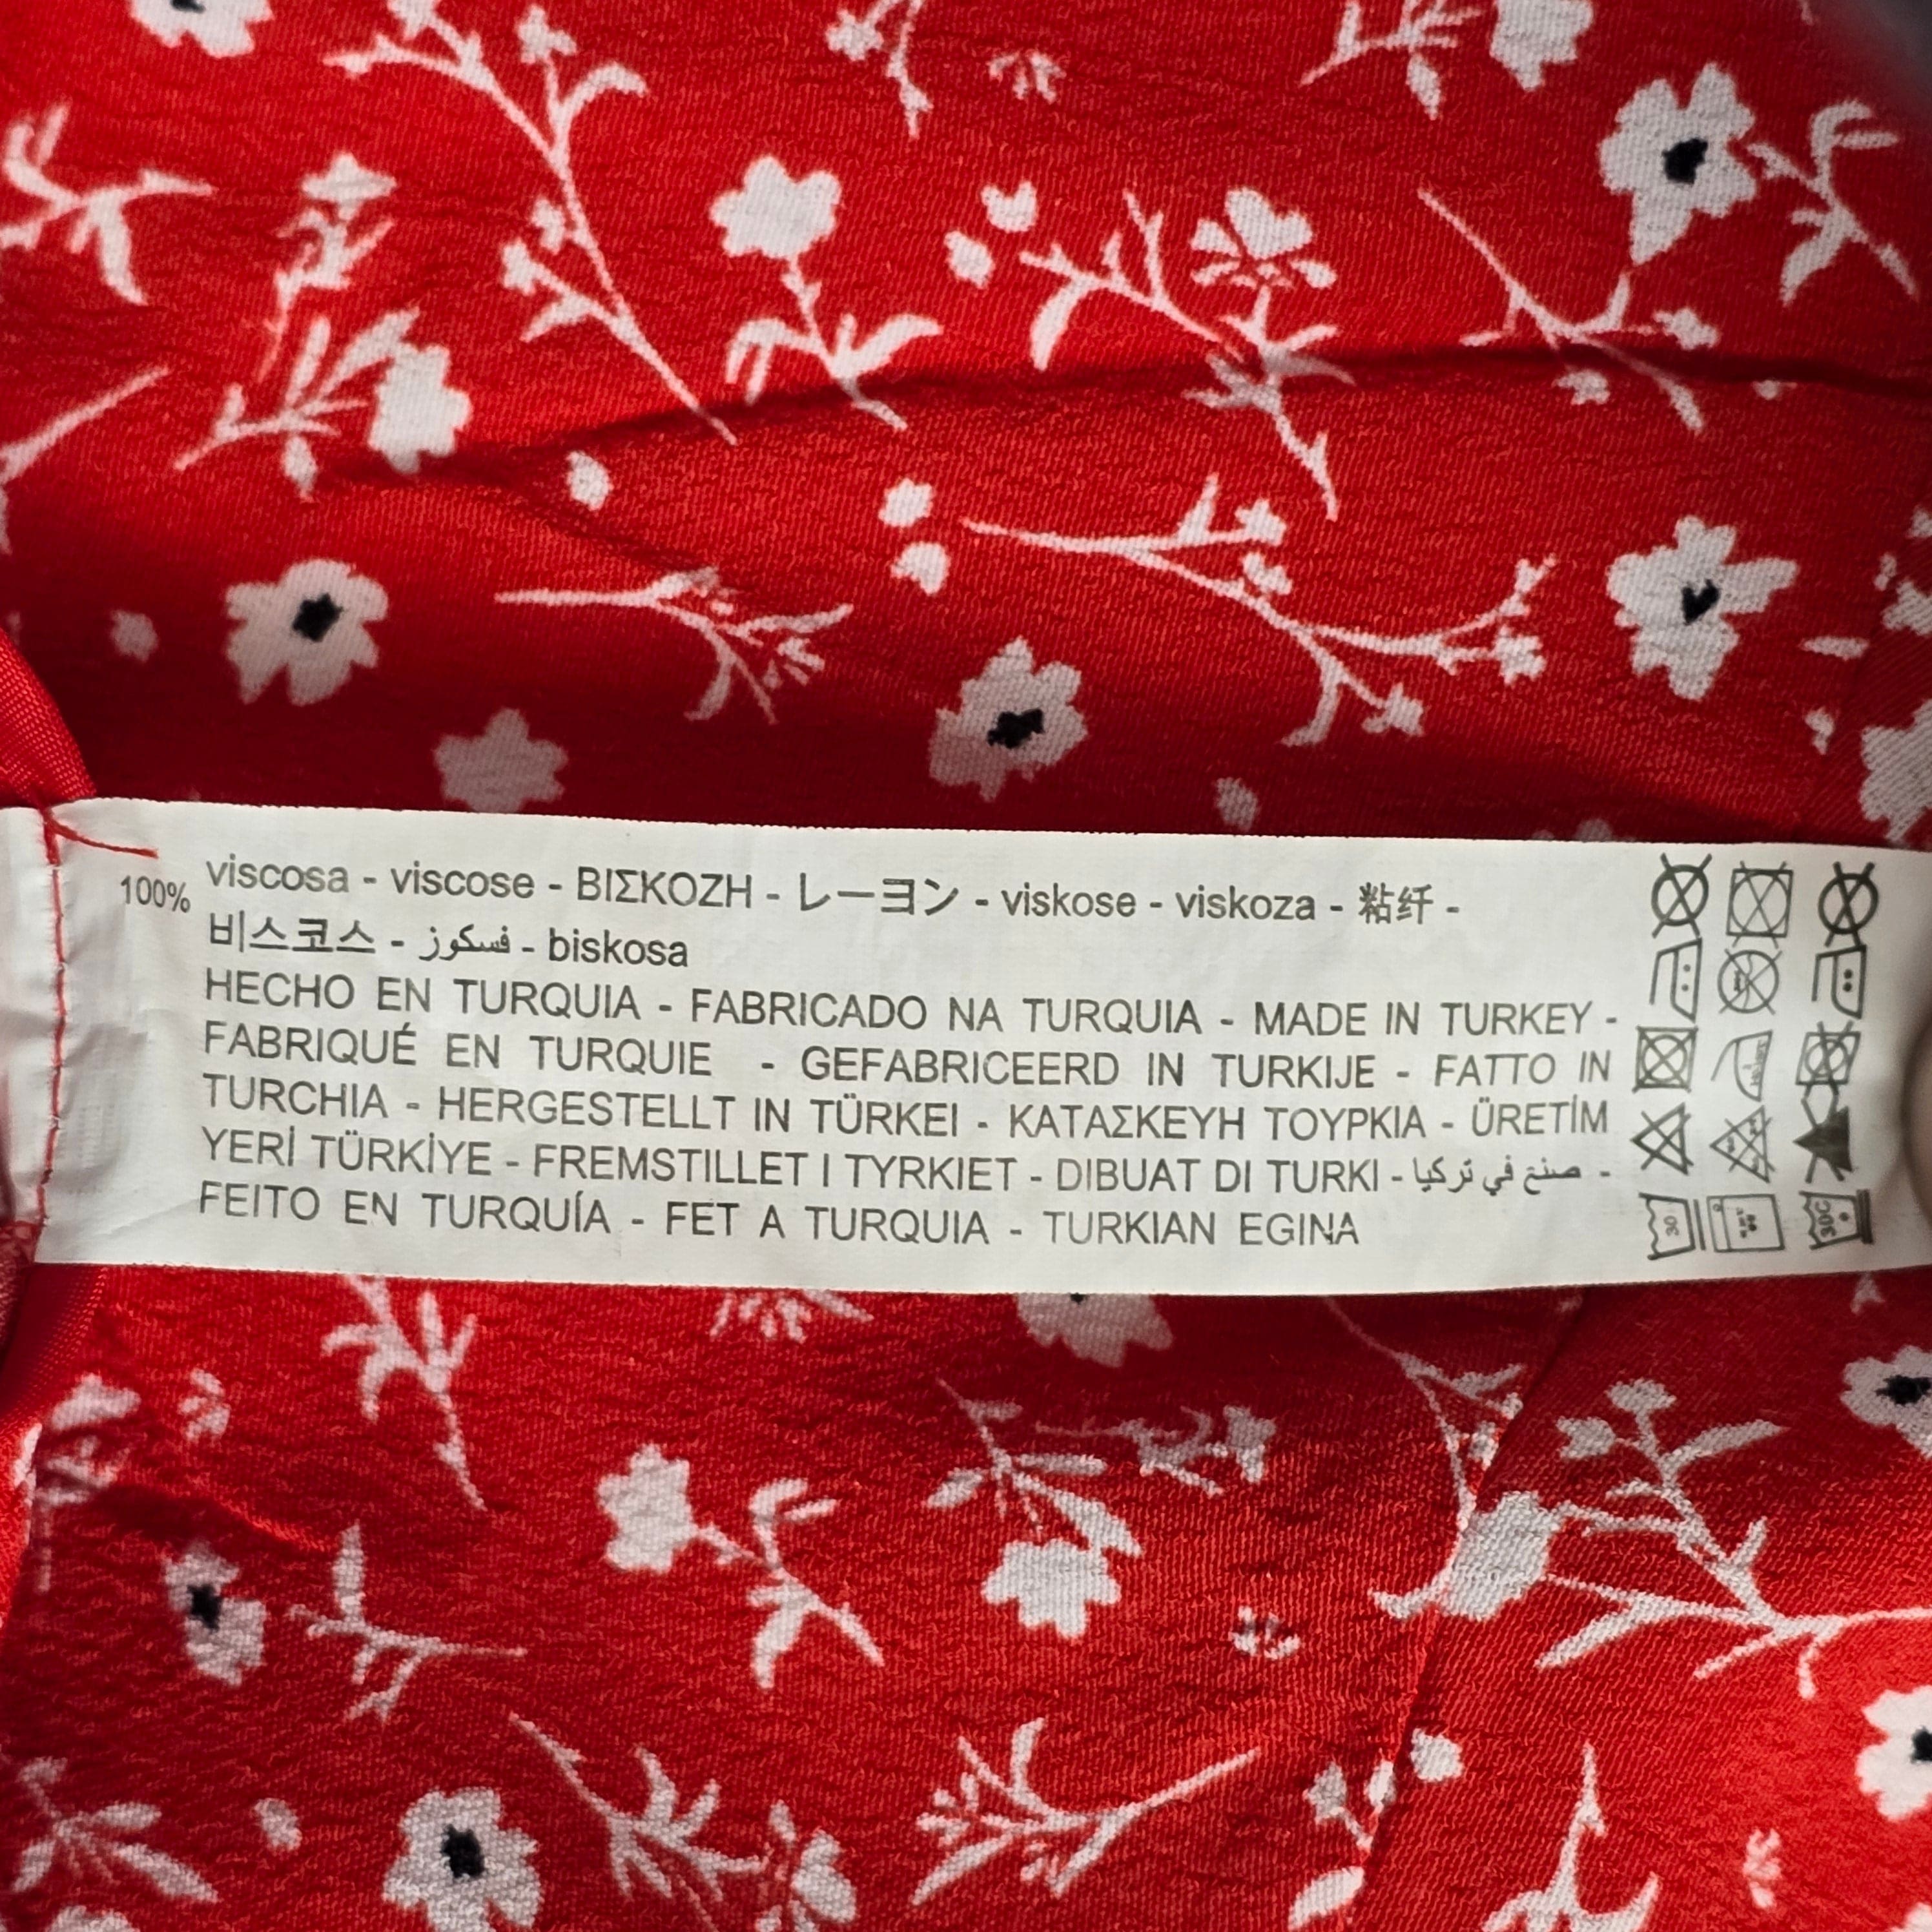 100% viscosa - viscose - ΒΙΣΚΟΖΗ - レーヨン - viskose - viskoza - 粘纤 -
비스코스 - فسكوز - biskosa
HECHO EN TURQUIA - FABRICADO NA TURQUIA - MADE IN TURKEY -
FABRIQUÉ EN TURQUIE - GEFABRICEERD IN TURKIJE - FATTO IN
TURCHIA - HERGESTELLT IN TÜRKEI - ΚΑΤΑΣΚΕΥΗ ΤΟΥΡΚΙΑ - ÜRETİM
YERİ TÜRKİYE - FREMSTILLET I TYRKIET - DIBUAT DI TURKI - صنع في تركيا -
FEITO EN TURQUÍA - FET A TURQUIA - TURKIAN EGINA
30
30C